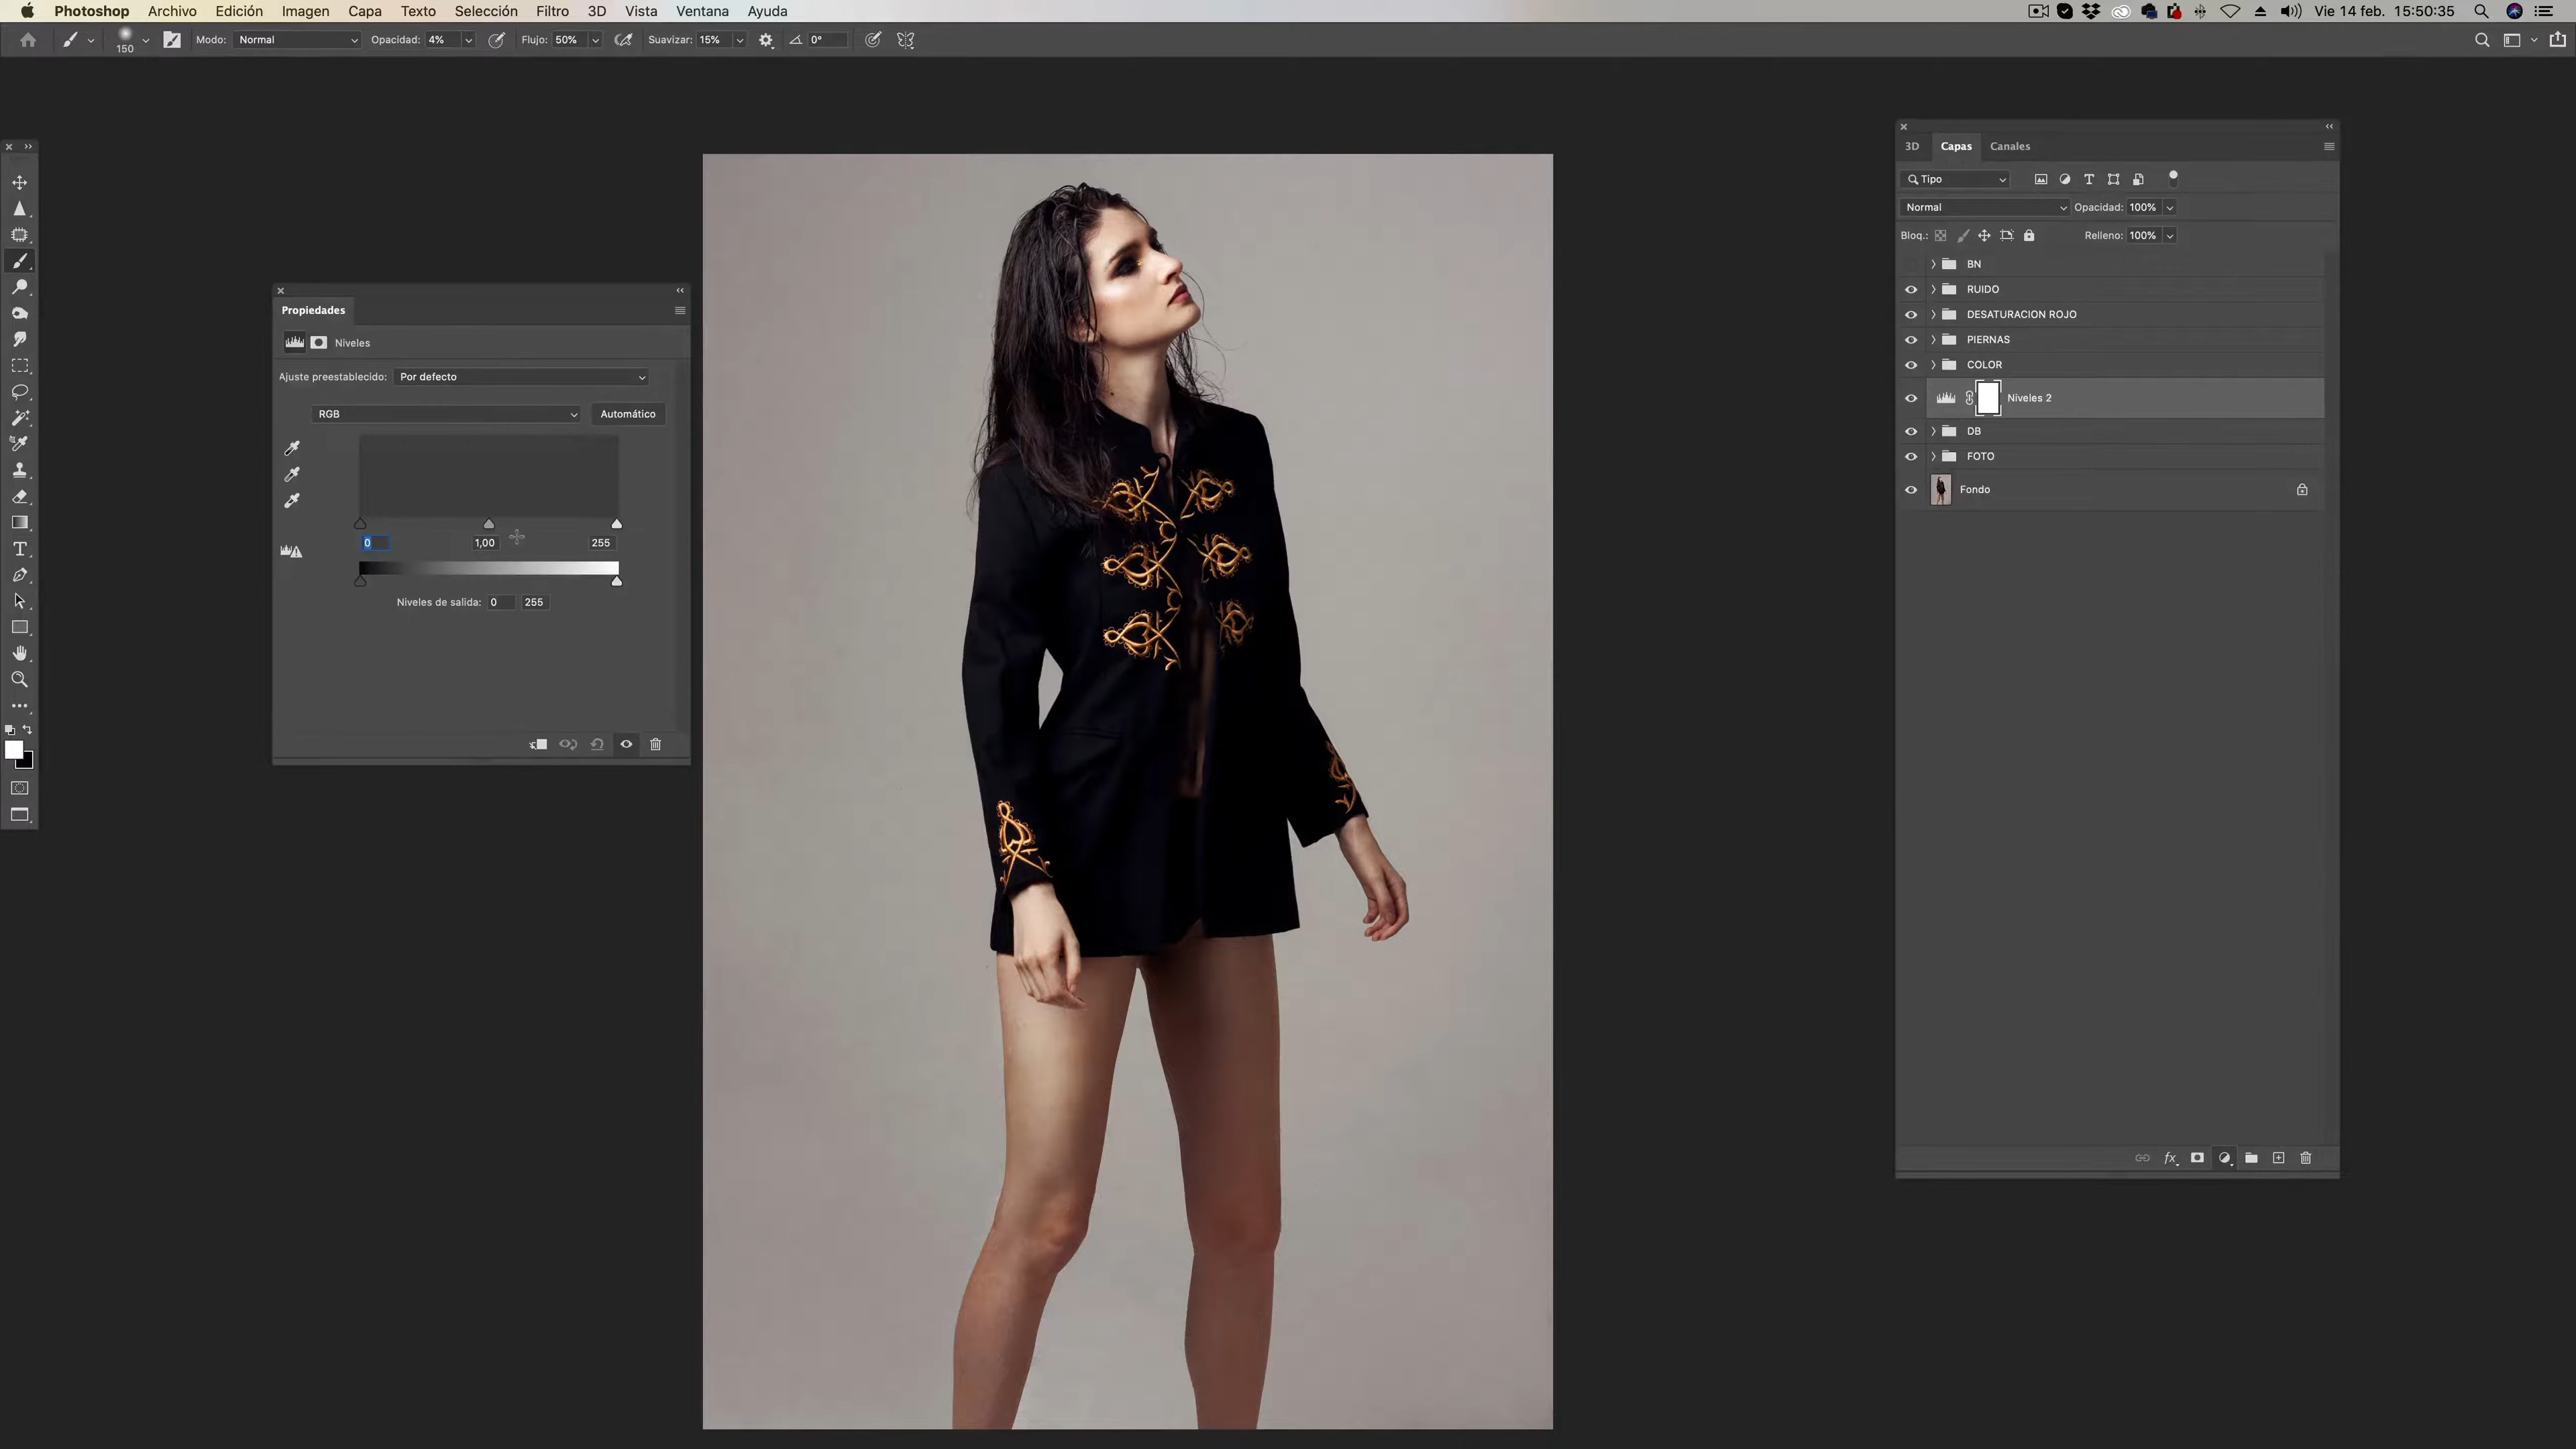 Photoshop Archivo Edición Imagen Capa Texto Selección Filtro 3D Vista Ventana Ayuda Vie 14 feb. 15:50:35
150 Modo: Normal Opacidad: 4% Flujo: 50% Suavizar: 15% 0°
3D Capas Canales
Tipo
Normal Opacidad: 100%
Bloq.: Relleno: 100%
BN
RUIDO
DESATURACION ROJO
PIERNAS
COLOR
Niveles 2
DB
FOTO
Fondo
fx
Propiedades
Niveles
Ajuste preestablecido: Por defecto
RGB Automático
0 1,00 255
Niveles de salida: 0 255